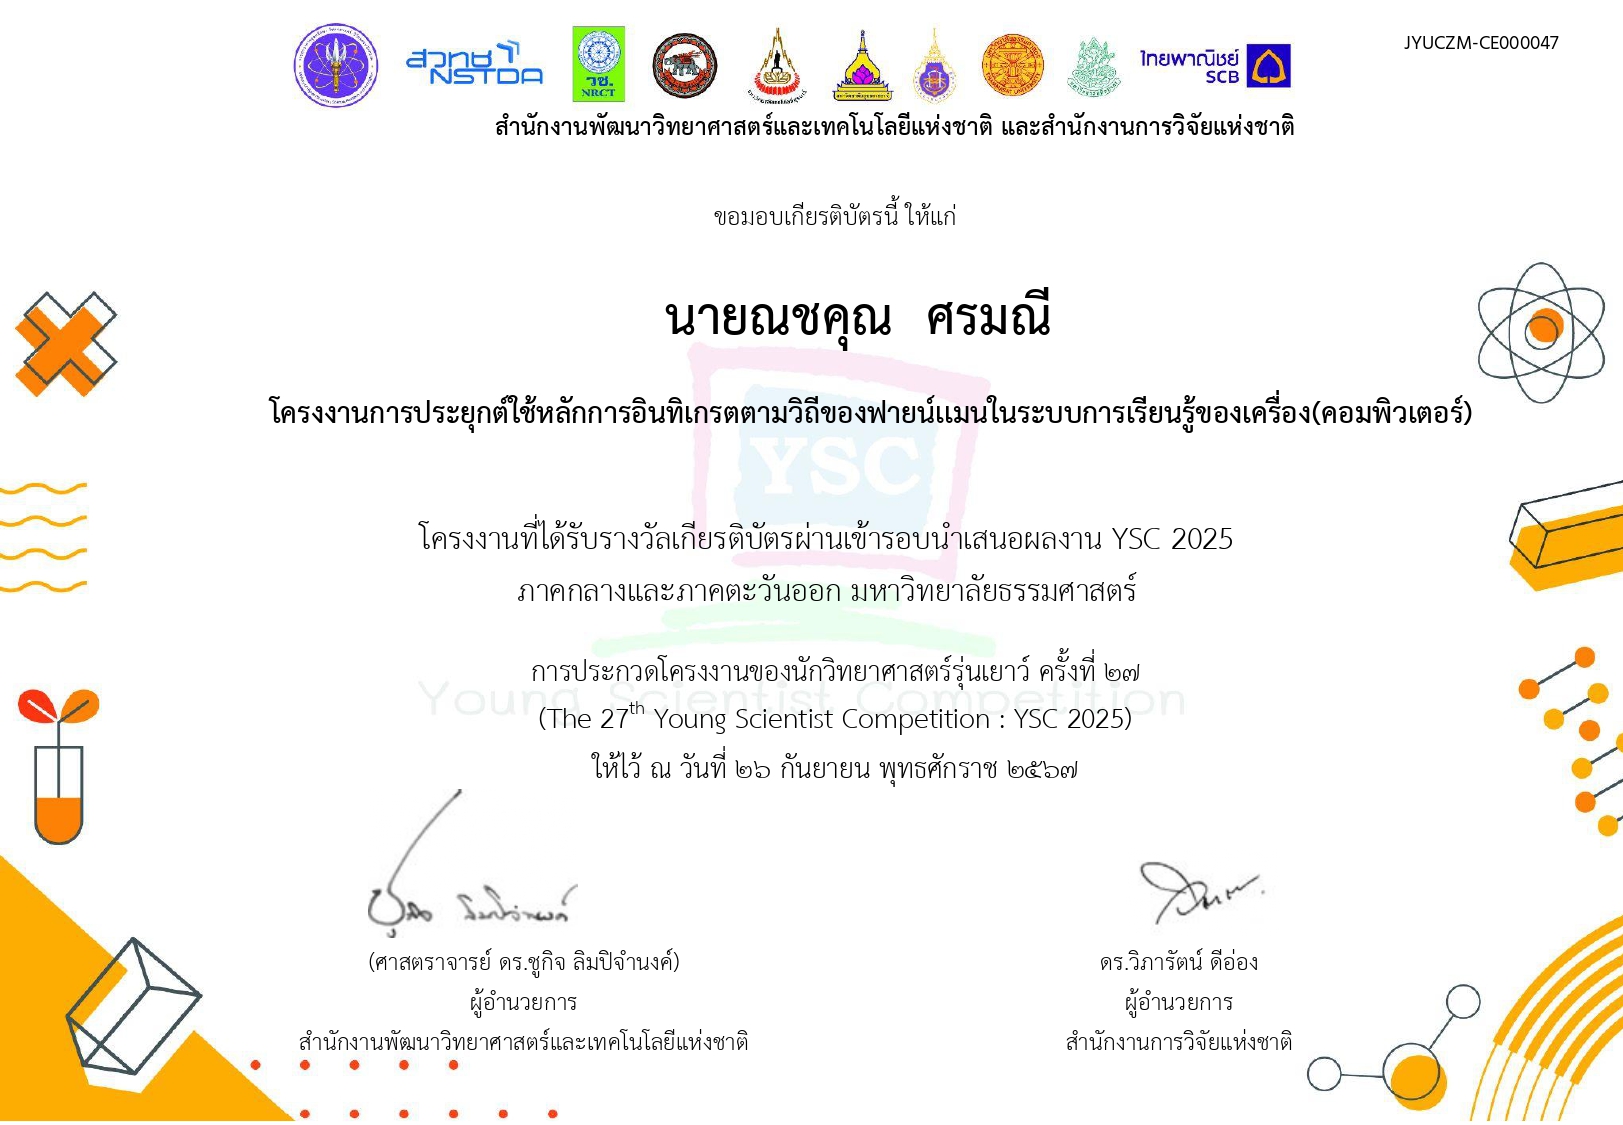 JYUCZM-CE000047
สวทช
NSTDA
วช.
NRCT
ไทยพาณิชย์
SCB
สำนักงานพัฒนาวิทยาศาสตร์และเทคโนโลยีแห่งชาติ และสำนักงานการวิจัยแห่งชาติ
ขอมอบเกียรติบัตรนี้ ให้แก่
นายณชคุณ ศรมณี
โครงงานการประยุกต์ใช้หลักการอินทิเกรตตามวิถีของฟายน์แมนในระบบการเรียนรู้ของเครื่อง(คอมพิวเตอร์)
YSC
โครงงานที่ได้รับรางวัลเกียรติบัตรผ่านเข้ารอบนำเสนอผลงาน YSC 2025
ภาคกลางและภาคตะวันออก มหาวิทยาลัยธรรมศาสตร์
การประกวดโครงงานของนักวิทยาศาสตร์รุ่นเยาว์ ครั้งที่ ๒๗
Young Scientist Competition
(The 27th Young Scientist Competition : YSC 2025)
ให้ไว้ ณ วันที่ ๒๖ กันยายน พุทธศักราช ๒๕๖๗
(ศาสตราจารย์ ดร.ชูกิจ ลิมปิจำนงค์)
ผู้อำนวยการ
สำนักงานพัฒนาวิทยาศาสตร์และเทคโนโลยีแห่งชาติ
ดร.วิภารัตน์ ดีอ่อง
ผู้อำนวยการ
สำนักงานการวิจัยแห่งชาติ